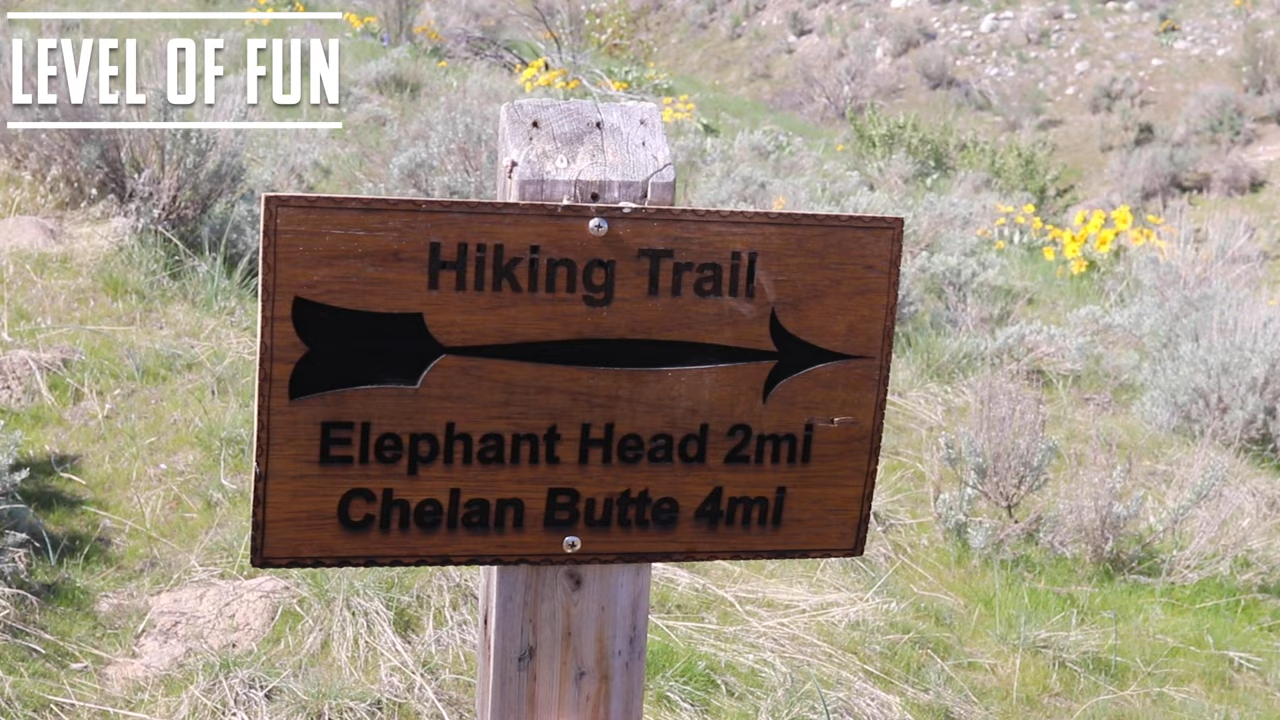 LEVEL OF FUN
Hiking Trail
Elephant Head 2mi
Chelan Butte 4mi